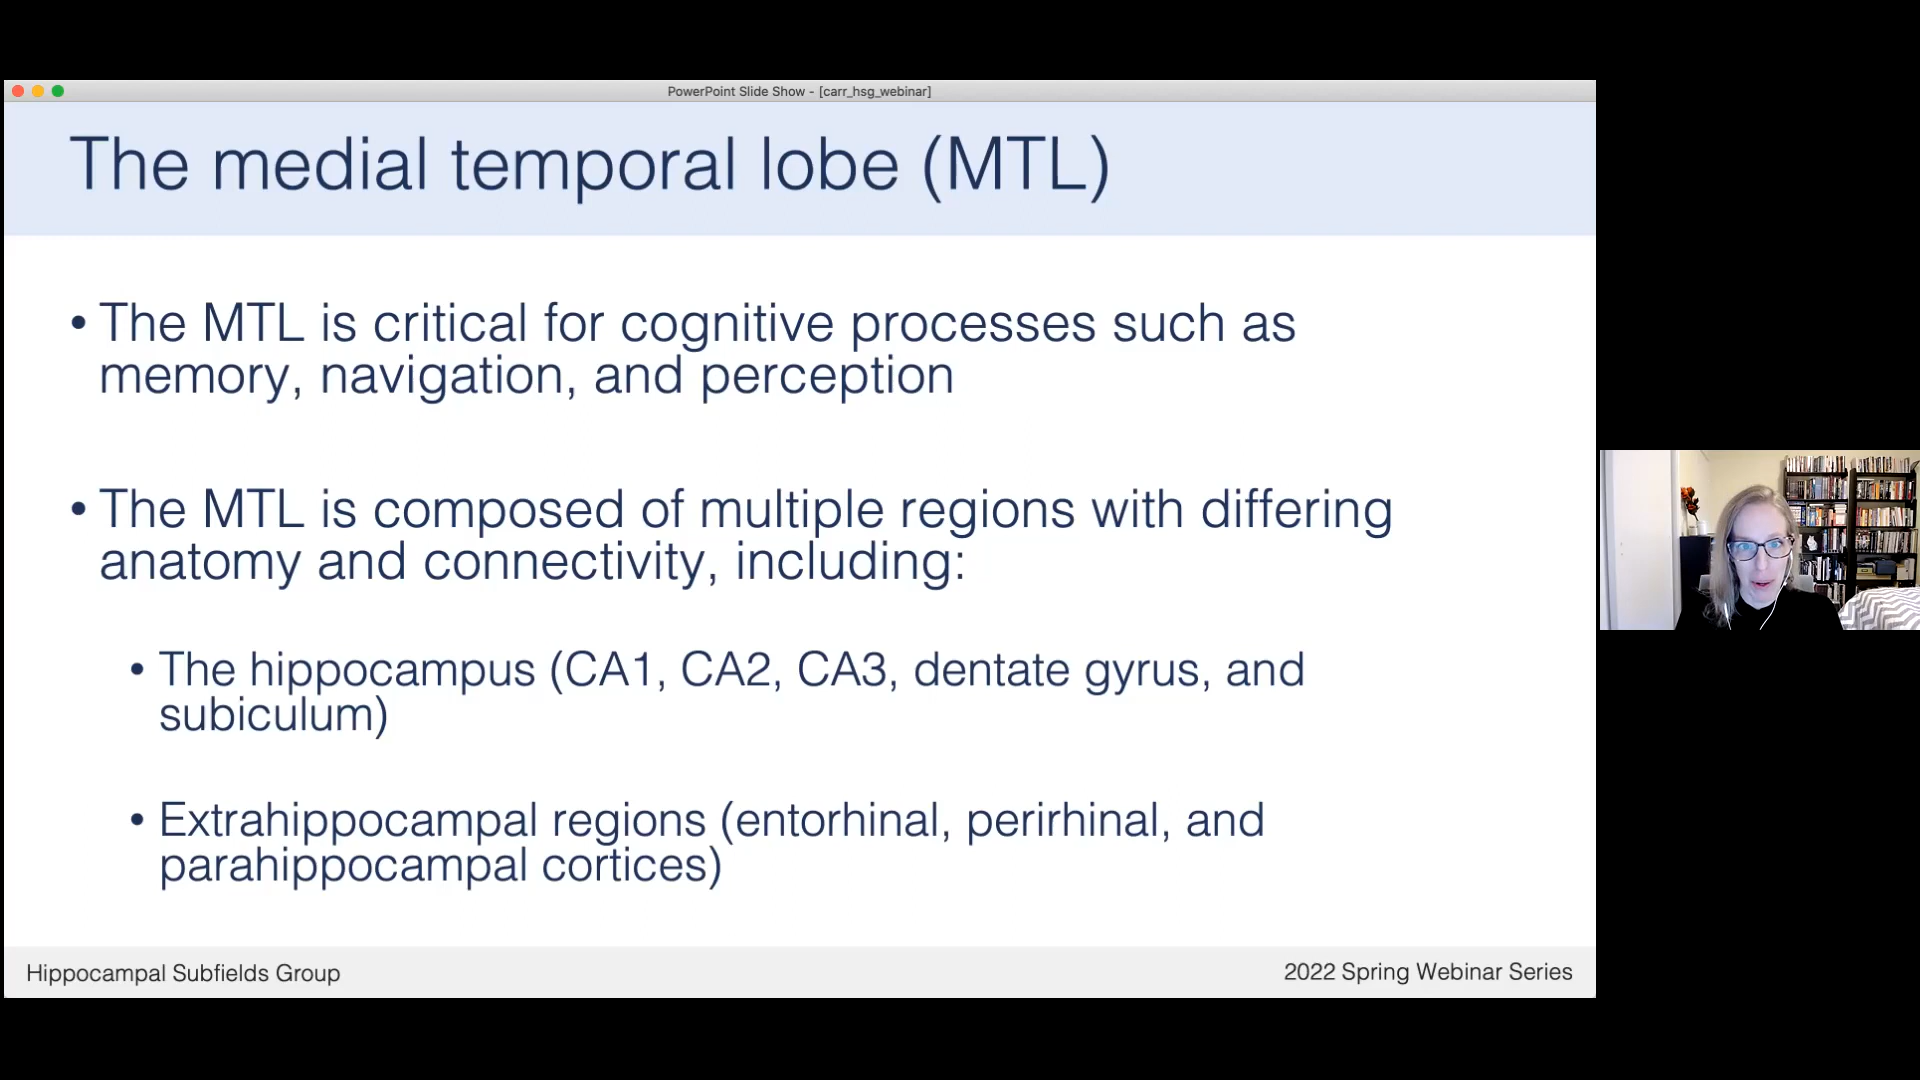 PowerPoint Slide Show - [carr_hsg_webinar]
The medial temporal lobe (MTL)
• The MTL is critical for cognitive processes such as
memory, navigation, and perception
• The MTL is composed of multiple regions with differing
anatomy and connectivity, including:
• The hippocampus (CA1, CA2, CA3, dentate gyrus, and
subiculum)
• Extrahippocampal regions (entorhinal, perirhinal, and
parahippocampal cortices)
Hippocampal Subfields Group
2022 Spring Webinar Series